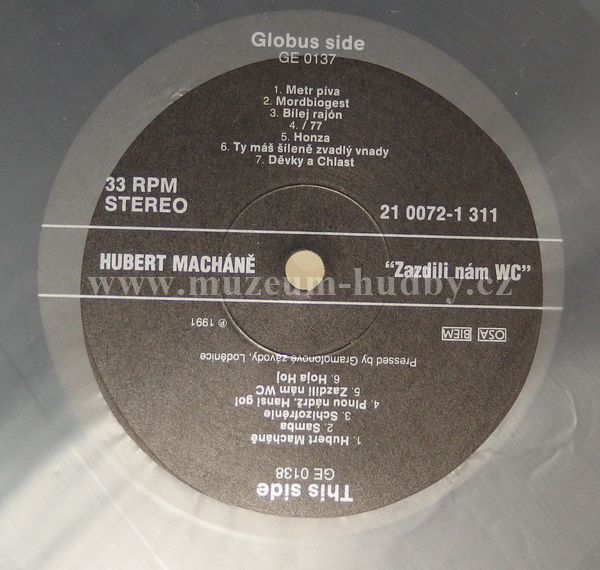 Globus side
GE 0137
1. Metr piva
2. Mordbiogest
3. Bílej rajón
4. / 77
5. Honza
6. Ty máš šíleně zvadlý vnady
7. Děvky a Chlast
33 RPM
STEREO
21 0072-1 311
HUBERT MACHÁNĚ
“Zazdili nám WC”
www.muzeum-hudby.cz
℗ 1991
OSA BIEM
This side
GE 0138
1. Hubert Macháně
2. Samba
3. Schizofrénie
4. Plnou nádrž. Hansi go!
5. Zazdili nám WC
6. Hoja Hoj
Pressed by Gramofonové závody, Loděnice